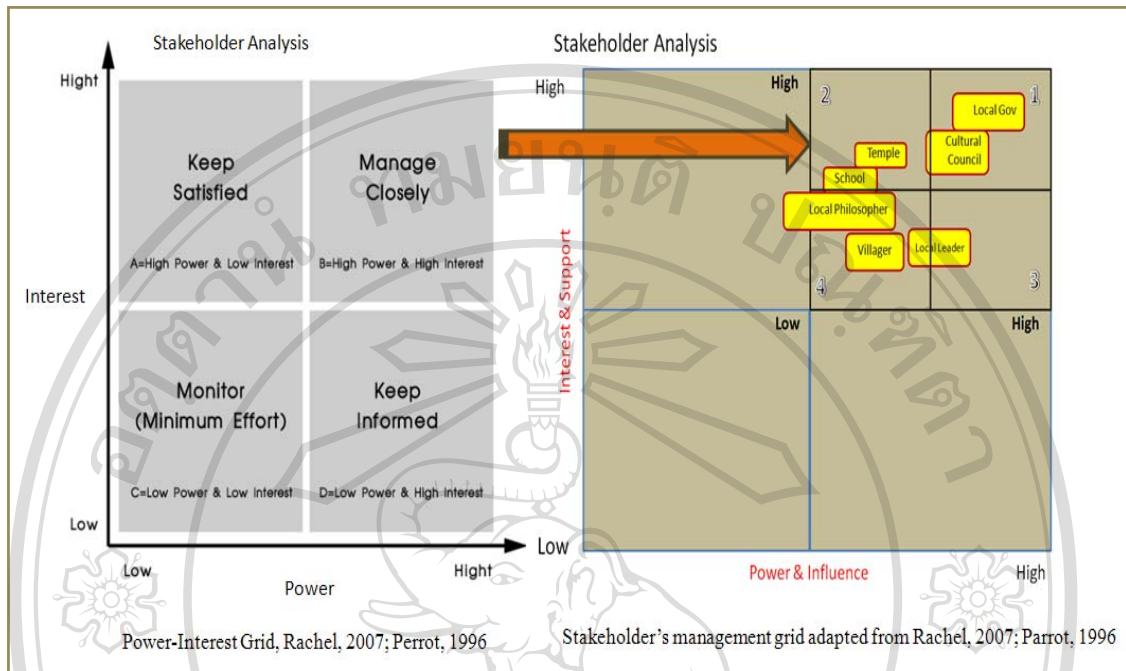 Stakeholder Analysis
Hight
Keep
Satisfied
Manage
Closely
A=High Power & Low Interest
B=High Power & High Interest
Interest
Monitor
(Minimum Effort)
Keep
Informed
C=Low Power & Low Interest
D=Low Power & High Interest
Low
Low
Hight
Power
Power-Interest Grid, Rachel, 2007; Perrot, 1996
Stakeholder Analysis
High
High
2
1
Local Gov
Cultural
Council
Temple
School
Local Philosopher
Villager
Local Leader
4
3
Interest & Support
Low
High
Low
Power & Influence
High
Stakeholder's management grid adapted from Rachel, 2007; Parrot, 1996